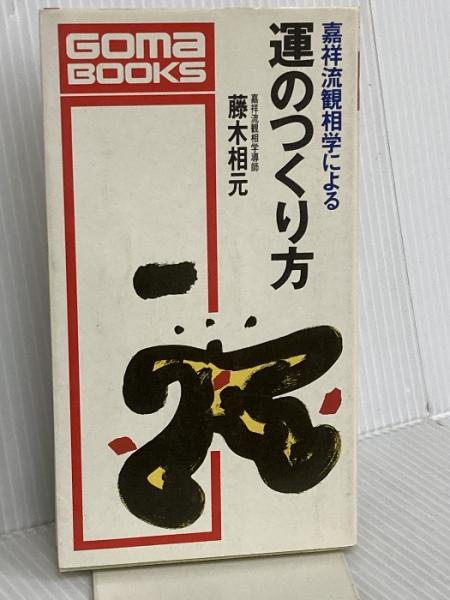 GOMa
BOOKS
嘉祥流観相学による
運のつくり方
嘉祥流観相学導師
藤木相元